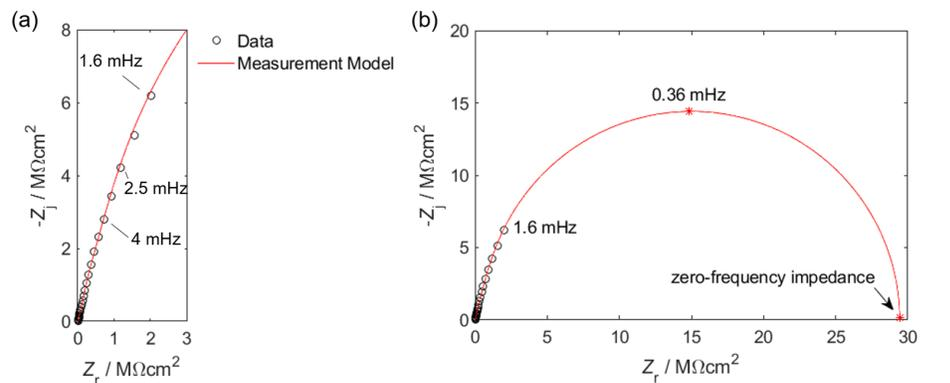 (a)
8
6
4
2
0
0
1
2
3
-Zj / MΩcm²
Zr / MΩcm²
1.6 mHz
2.5 mHz
4 mHz
Data
Measurement Model
(b)
20
15
10
5
0
0
5
10
15
20
25
30
-Zj / MΩcm²
Zr / MΩcm²
0.36 mHz
1.6 mHz
zero-frequency impedance